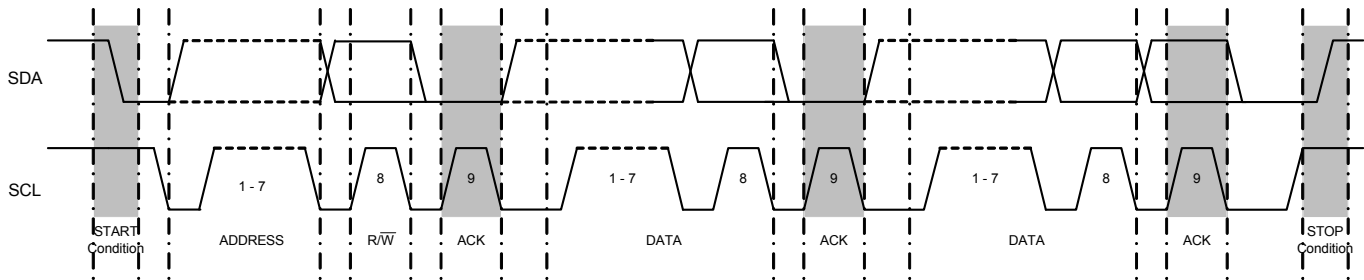 SDA
SCL
1 - 7
8
9
1 - 7
8
9
1 - 7
8
9
START
Condition
ADDRESS
R/W̅
ACK
DATA
ACK
DATA
ACK
STOP
Condition